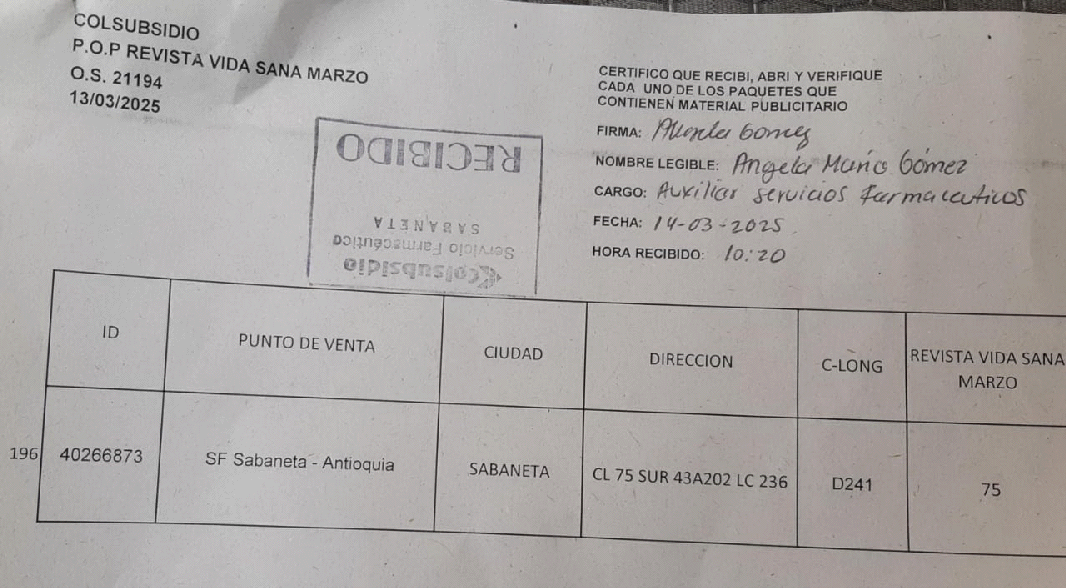 COLSUBSIDIO
P.O.P REVISTA VIDA SANA MARZO
O.S. 21194
13/03/2025
CERTIFICO QUE RECIBI, ABRI Y VERIFIQUE
CADA UNO DE LOS PAQUETES QUE
CONTIENEN MATERIAL PUBLICITARIO
FIRMA: Gomez
NOMBRE LEGIBLE: Angela Maria Gómez
CARGO: Auxiliar Servicios farmaceuticos
FECHA: 14-03-2025.
HORA RECIBIDO: 10:20
Colsubsidio
Servicio Farmacéutico
SABANETA
RECIBIDO
ID PUNTO DE VENTA CIUDAD DIRECCION C-LONG REVISTA VIDA SANA MARZO
196 40266873 SF Sabaneta - Antioquia SABANETA CL 75 SUR 43A202 LC 236 D241 75